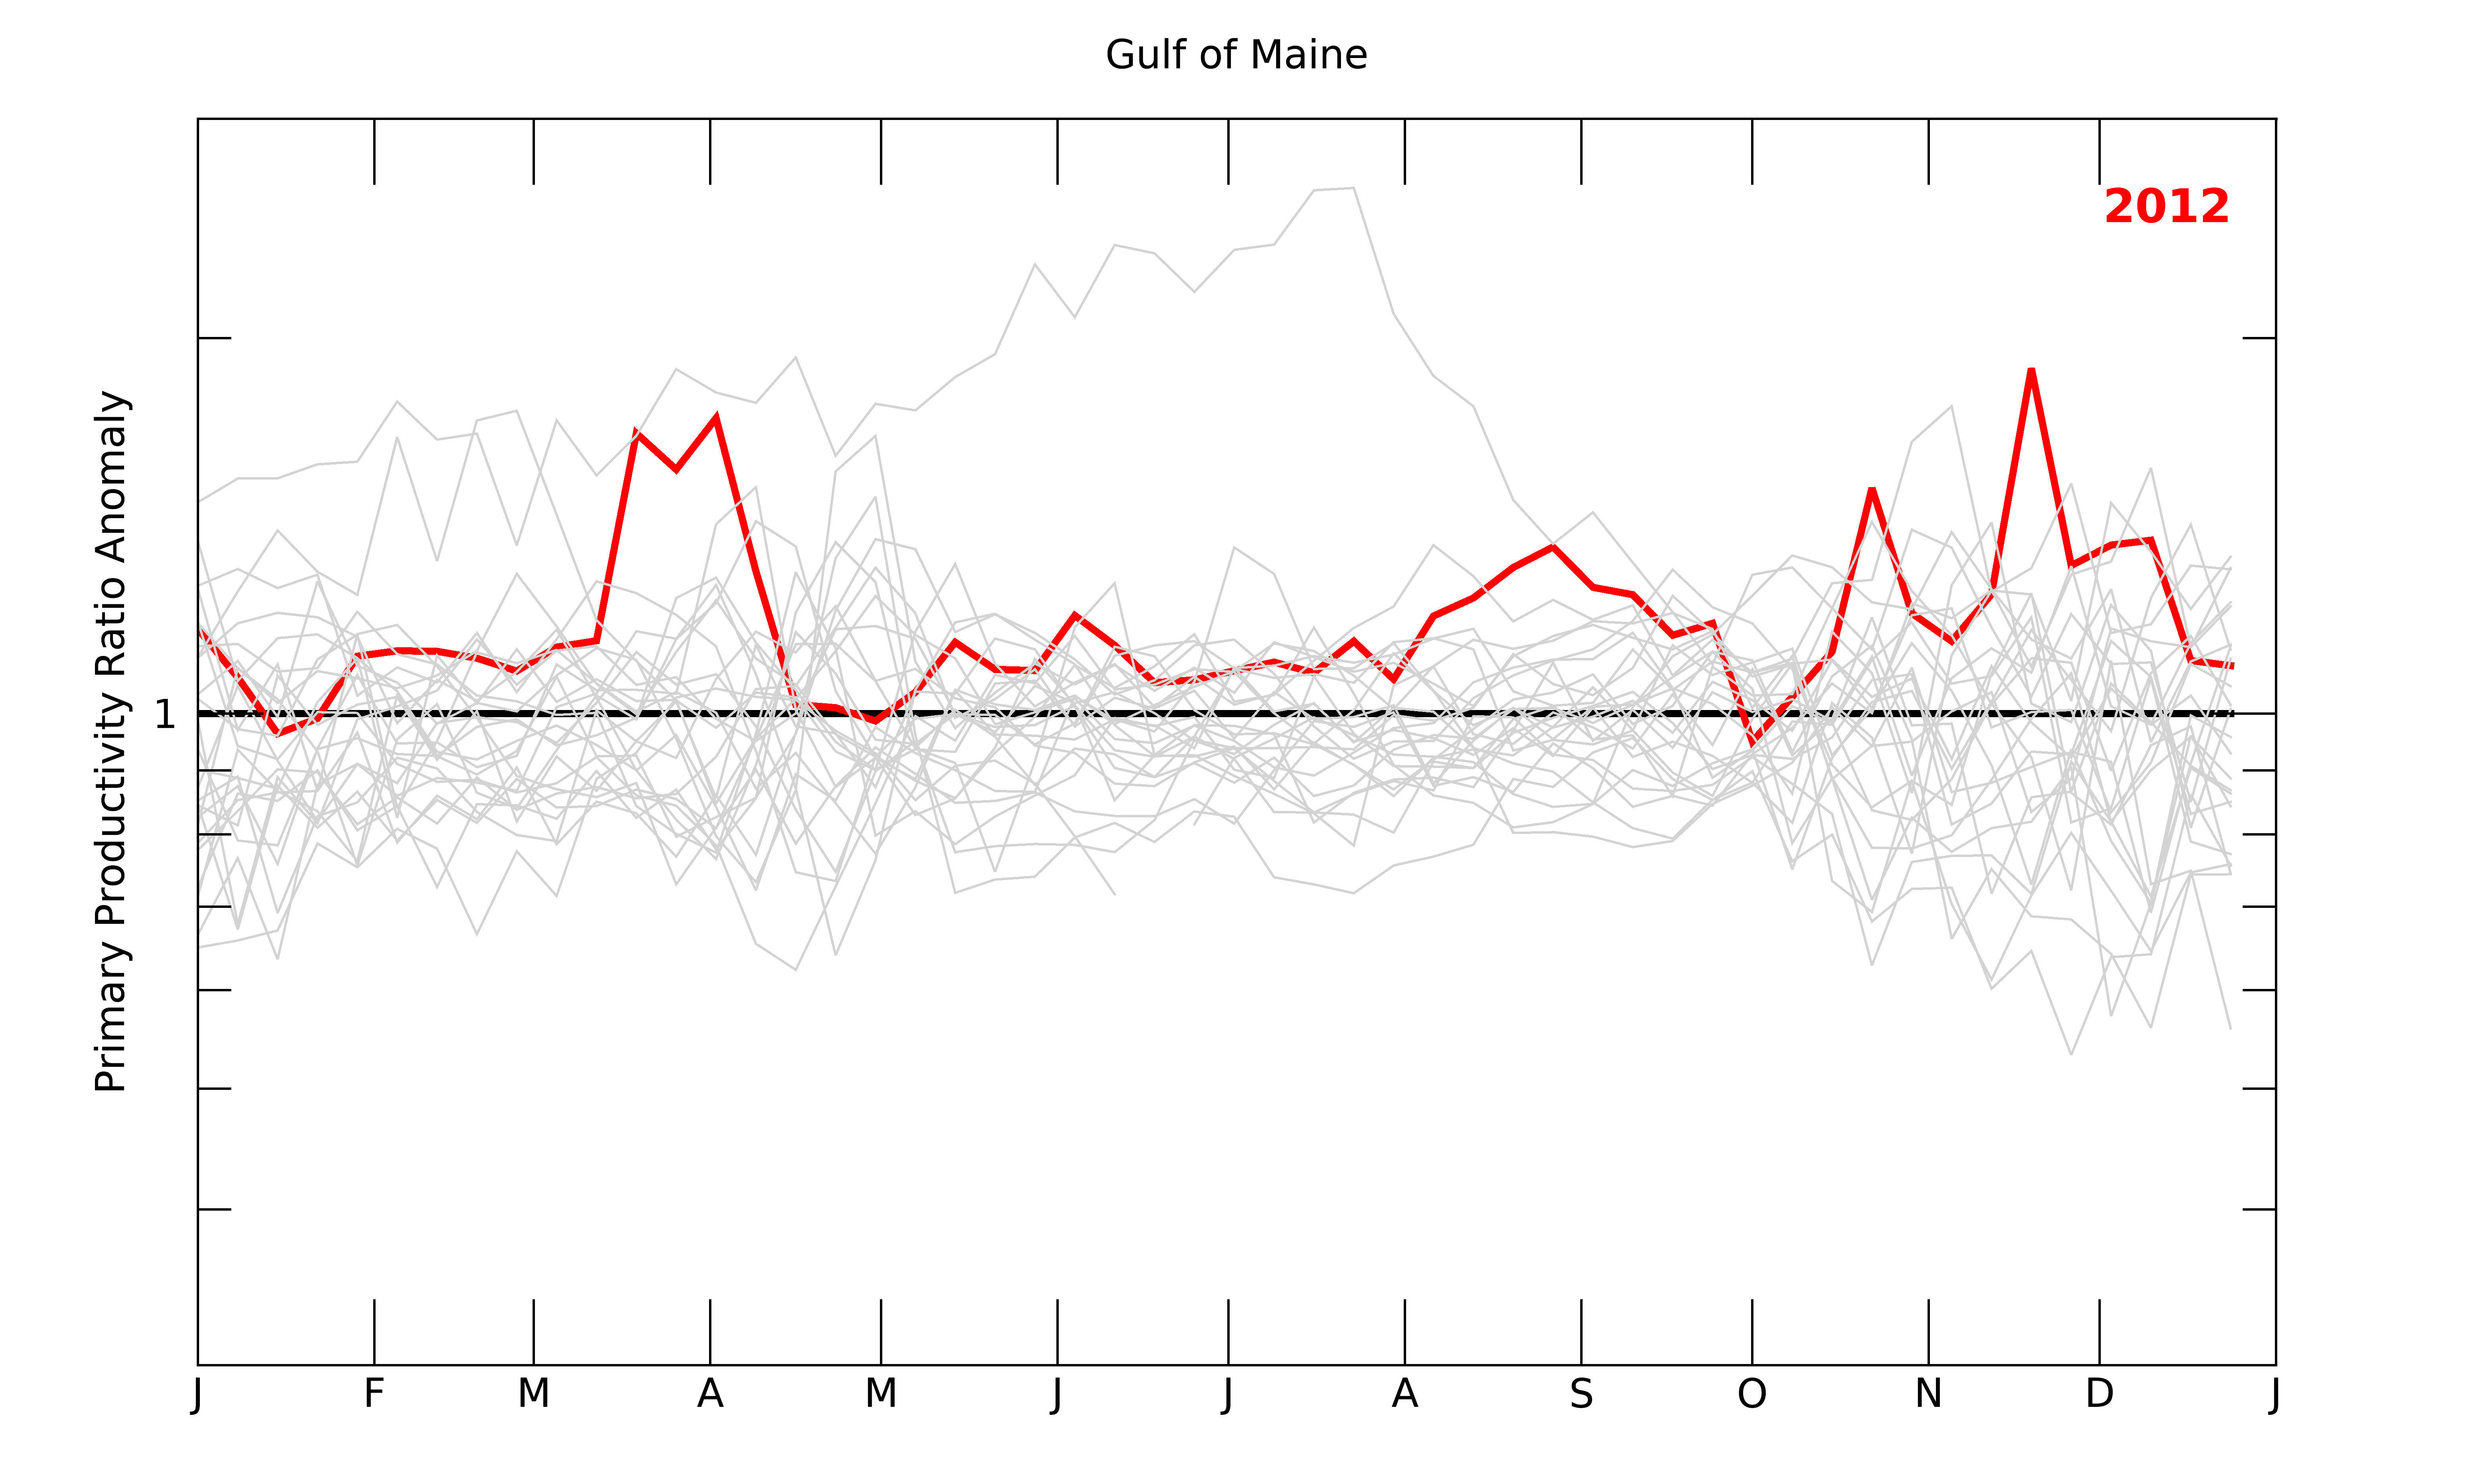 Gulf of Maine
2012
Primary Productivity Ratio Anomaly
1
J F M A M J J A S O N D J